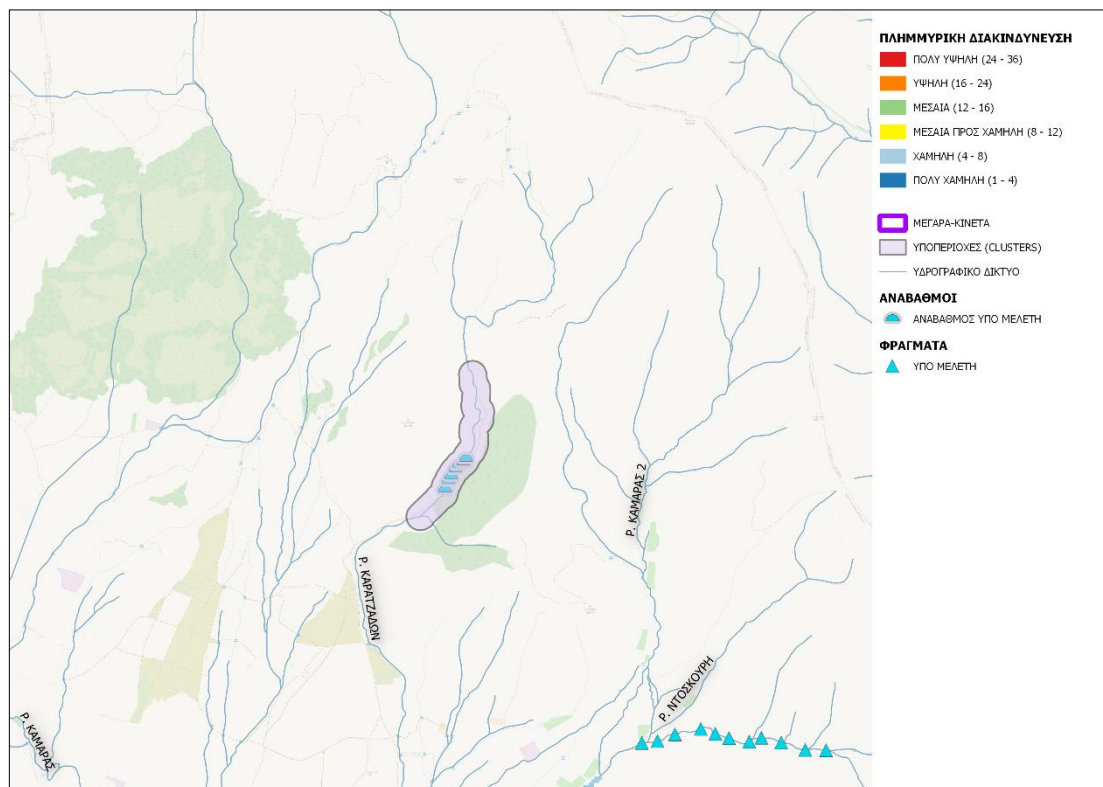 ΠΛΗΜΜΥΡΙΚΗ ΔΙΑΚΙΝΔΥΝΕΥΣΗ
ΠΟΛΥ ΥΨΗΛΗ (24 - 36)
ΥΨΗΛΗ (16 - 24)
ΜΕΣΑΙΑ (12 - 16)
ΜΕΣΑΙΑ ΠΡΟΣ ΧΑΜΗΛΗ (8 - 12)
ΧΑΜΗΛΗ (4 - 8)
ΠΟΛΥ ΧΑΜΗΛΗ (1 - 4)
ΜΕΓΑΡΑ-ΚΙΝΕΤΑ
ΥΠΟΠΕΡΙΟΧΕΣ (CLUSTERS)
ΥΔΡΟΓΡΑΦΙΚΟ ΔΙΚΤΥΟ
ΑΝΑΒΑΘΜΟΙ
ΑΝΑΒΑΘΜΟΣ ΥΠΟ ΜΕΛΕΤΗ
ΦΡΑΓΜΑΤΑ
ΥΠΟ ΜΕΛΕΤΗ
Ρ. ΚΑΜΑΡΑΣ 2
Ρ. ΚΑΡΑΤΖΑΔΩΝ
Ρ. ΝΤΟΣΚΟΥΡΗ
Ρ. ΚΑΜΑΡΑΣ